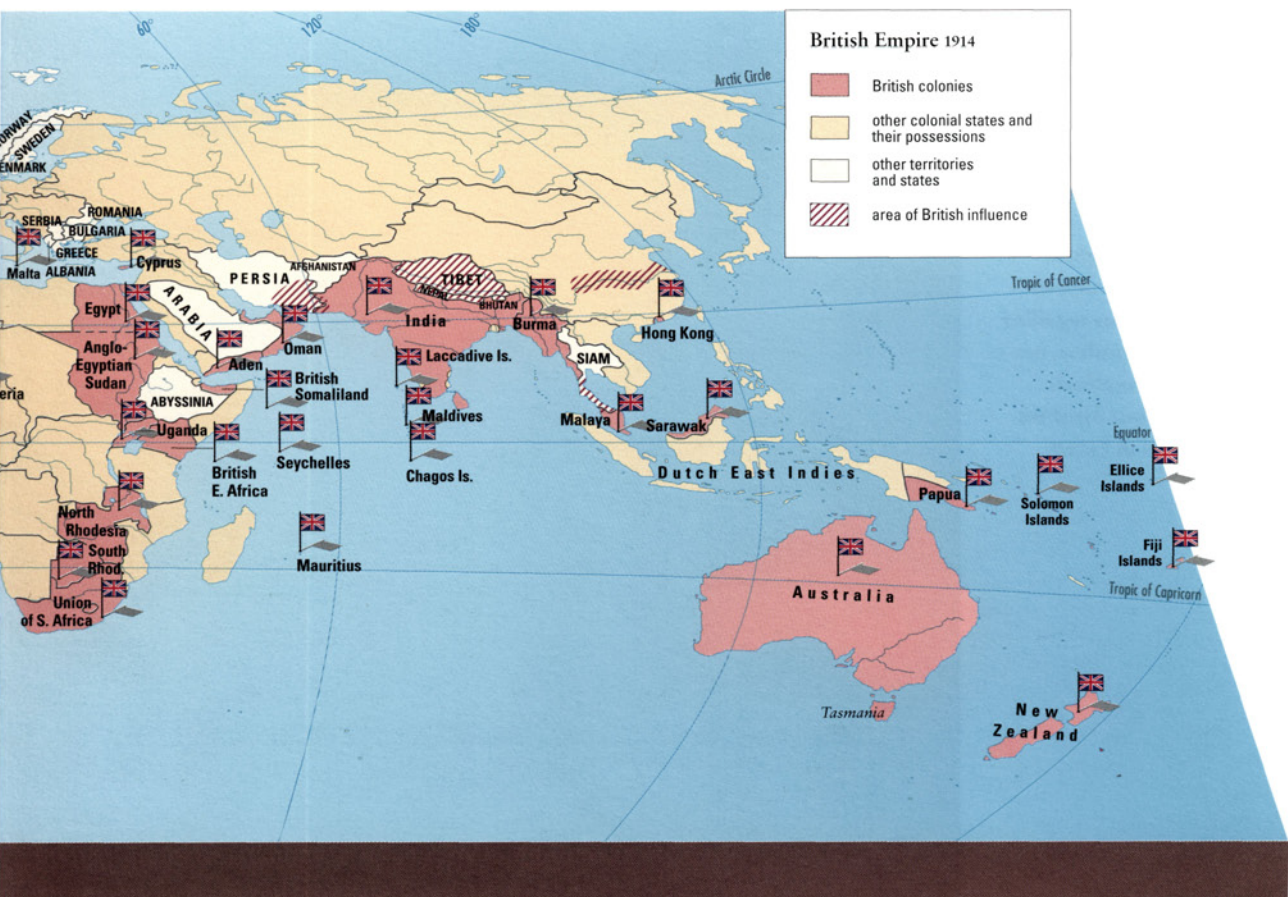 60°
120°
180°
British Empire 1914
British colonies
other colonial states and
their possessions
other territories
and states
area of British influence
Arctic Circle
ORWAY
SWEDEN
ENMARK
SERBIA
ROMANIA
BULGARIA
GREECE
ALBANIA
Malta
Cyprus
PERSIA
AFGHANISTAN
TIBET
NEPAL
BHUTAN
Tropic of Cancer
Egypt
ARABIA
Oman
India
Burma
Hong Kong
Anglo-
Egyptian
Sudan
Aden
Laccadive Is.
SIAM
eria
ABYSSINIA
British
Somaliland
Maldives
Malaya
Sarawak
Uganda
British
E. Africa
Seychelles
Chagos Is.
Equator
Dutch East Indies
Papua
Solomon
Islands
Ellice
Islands
North
Rhodesia
South
Rhod.
Mauritius
Fiji
Islands
Union
of S. Africa
Australia
Tropic of Capricorn
Tasmania
New
Zealand